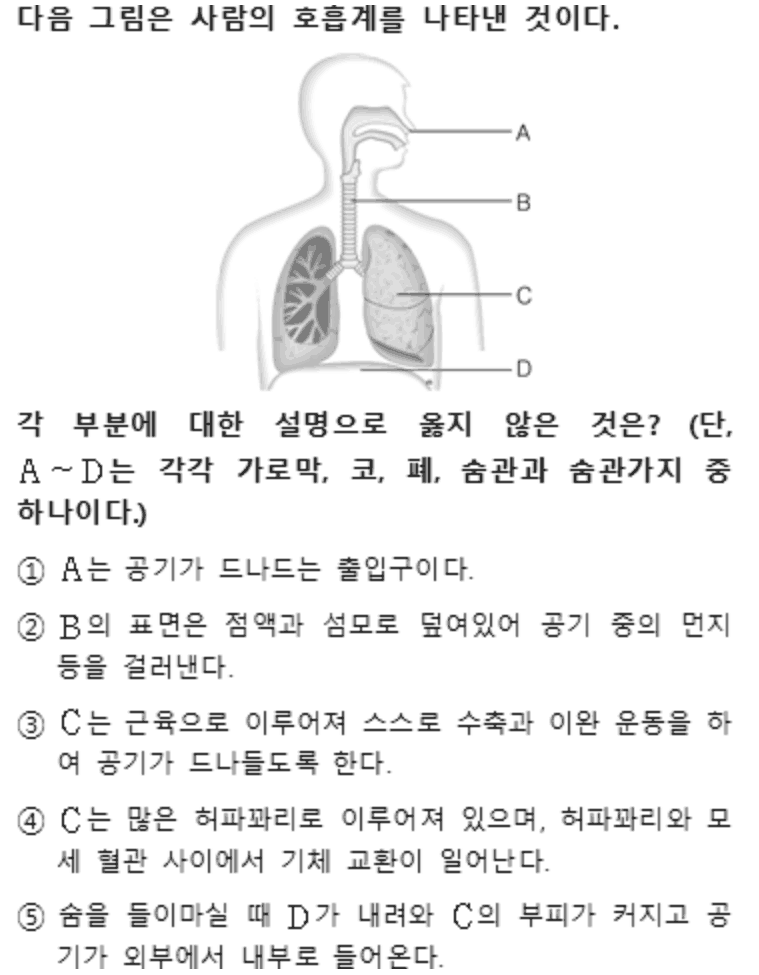 다음 그림은 사람의 호흡계를 나타낸 것이다.
A
B
C
D
각 부분에 대한 설명으로 옳지 않은 것은? (단,
A ~ D는 각각 가로막, 코, 폐, 숨관과 숨관가지 중
하나이다.)
① A는 공기가 드나드는 출입구이다.
② B의 표면은 점액과 섬모로 덮여있어 공기 중의 먼지
등을 걸러낸다.
③ C는 근육으로 이루어져 스스로 수축과 이완 운동을 하
여 공기가 드나들도록 한다.
④ C는 많은 허파꽈리로 이루어져 있으며, 허파꽈리와 모
세 혈관 사이에서 기체 교환이 일어난다.
⑤ 숨을 들이마실 때 D가 내려와 C의 부피가 커지고 공
기가 외부에서 내부로 들어온다.